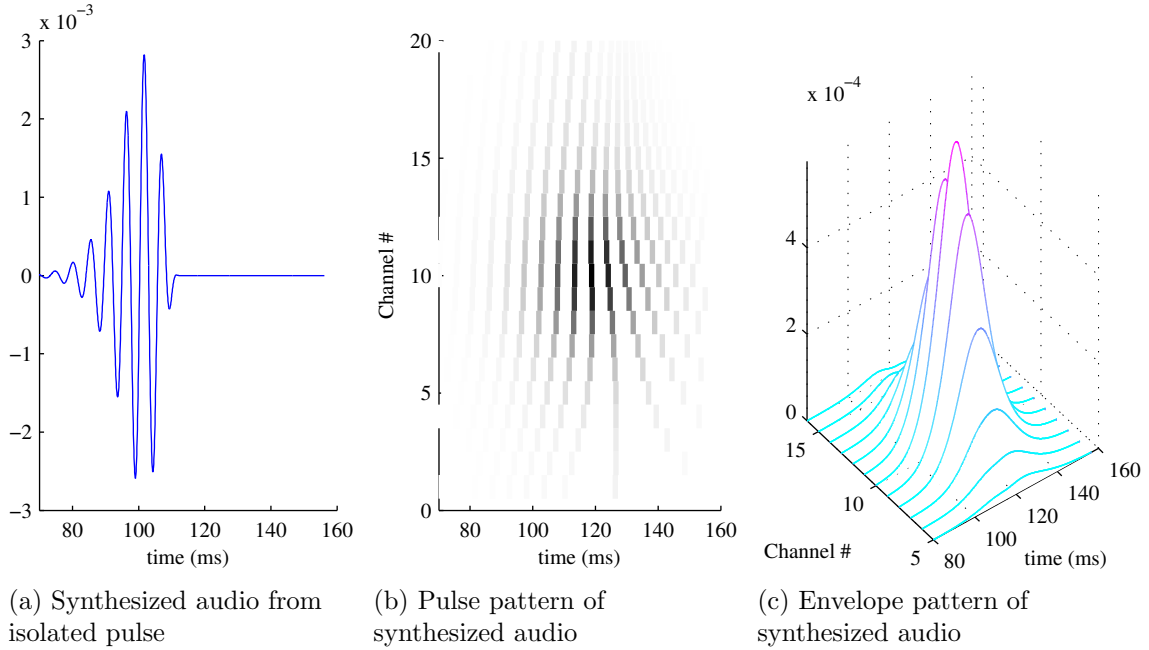 x 10⁻³
3
2
1
0
−1
−2
−3
80 100 120 140 160
time (ms)
20
15
10
5
0
Channel #
80 100 120 140 160
time (ms)
x 10⁻⁴
4
2
0
15
10
5
Channel #
80
100
120
140
160
time (ms)
(a) Synthesized audio from
isolated pulse
(b) Pulse pattern of
synthesized audio
(c) Envelope pattern of
synthesized audio